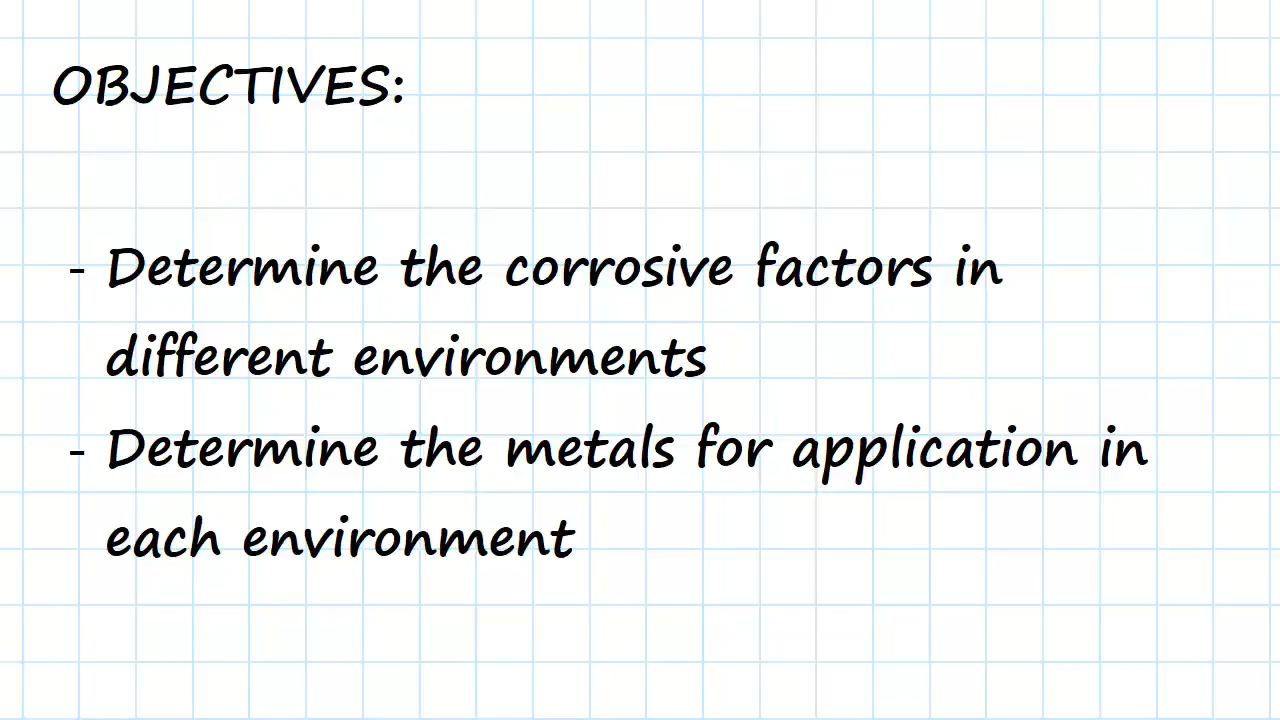 OBJECTIVES:
- Determine the corrosive factors in
different environments
- Determine the metals for application in
each environment